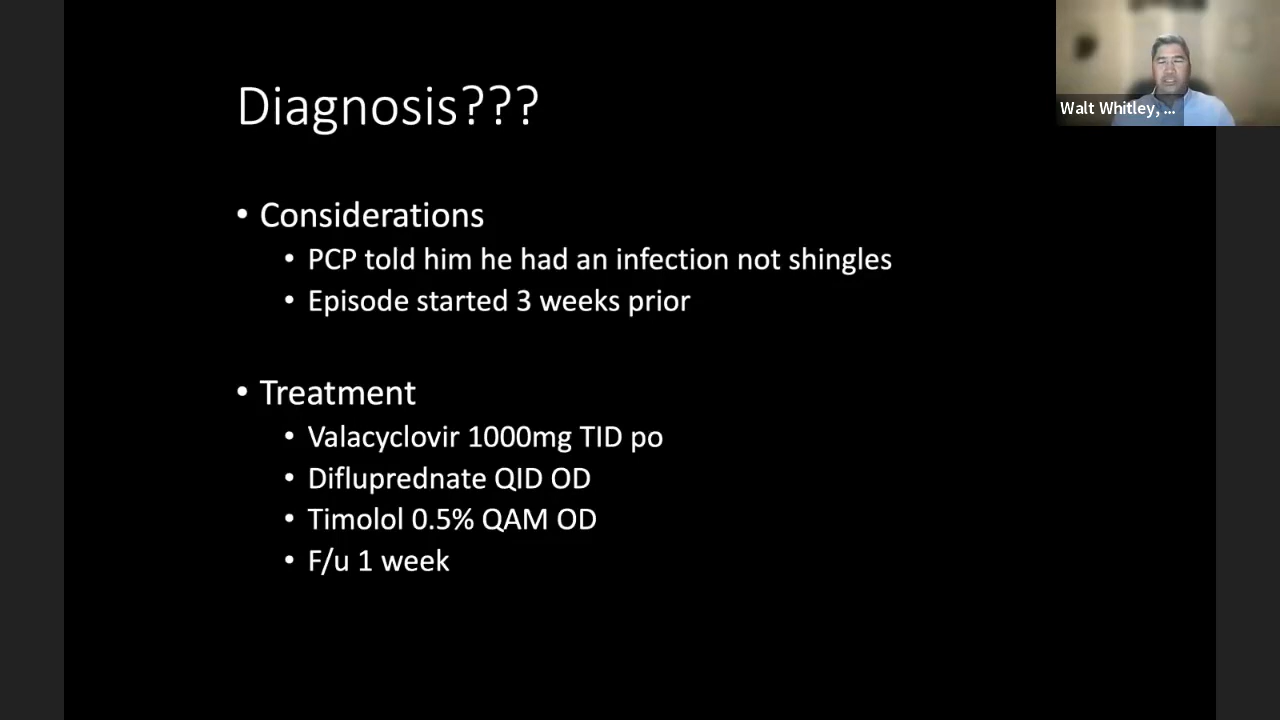 Diagnosis???
Walt Whitley, ...
• Considerations
• PCP told him he had an infection not shingles
• Episode started 3 weeks prior
• Treatment
• Valacyclovir 1000mg TID po
• Difluprednate QID OD
• Timolol 0.5% QAM OD
• F/u 1 week